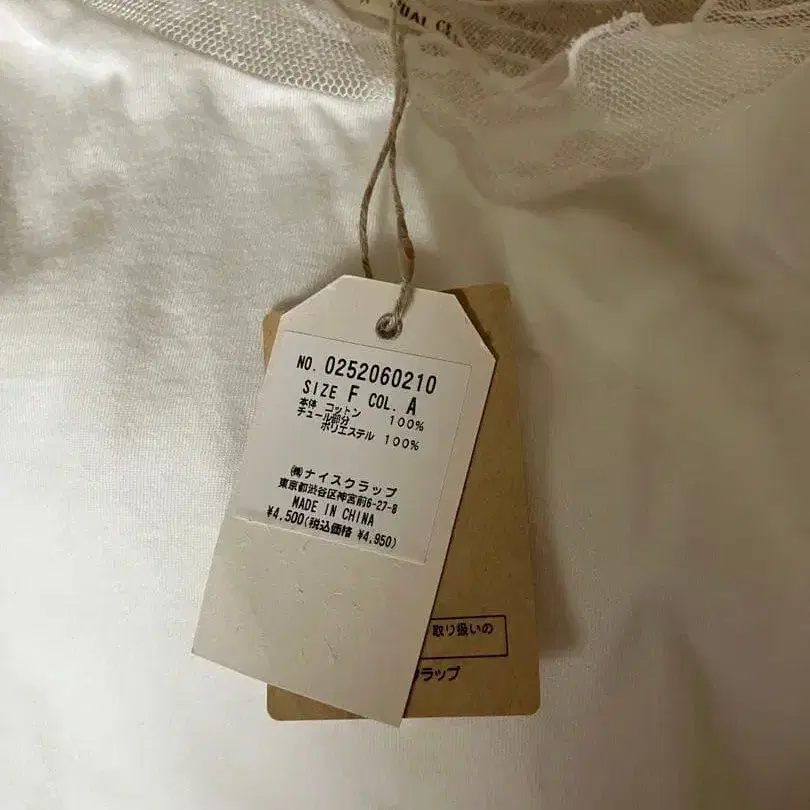 UAL CL
NO. 0252060210
SIZE F COL. A
本体 コットン 100%
チュール部分
ポリエステル 100%
㈱ナイスクラップ
東京都渋谷区神宮前6-27-8
MADE IN CHINA
¥4,500(税込価格 ¥4,950)
取り扱いの
ラップ